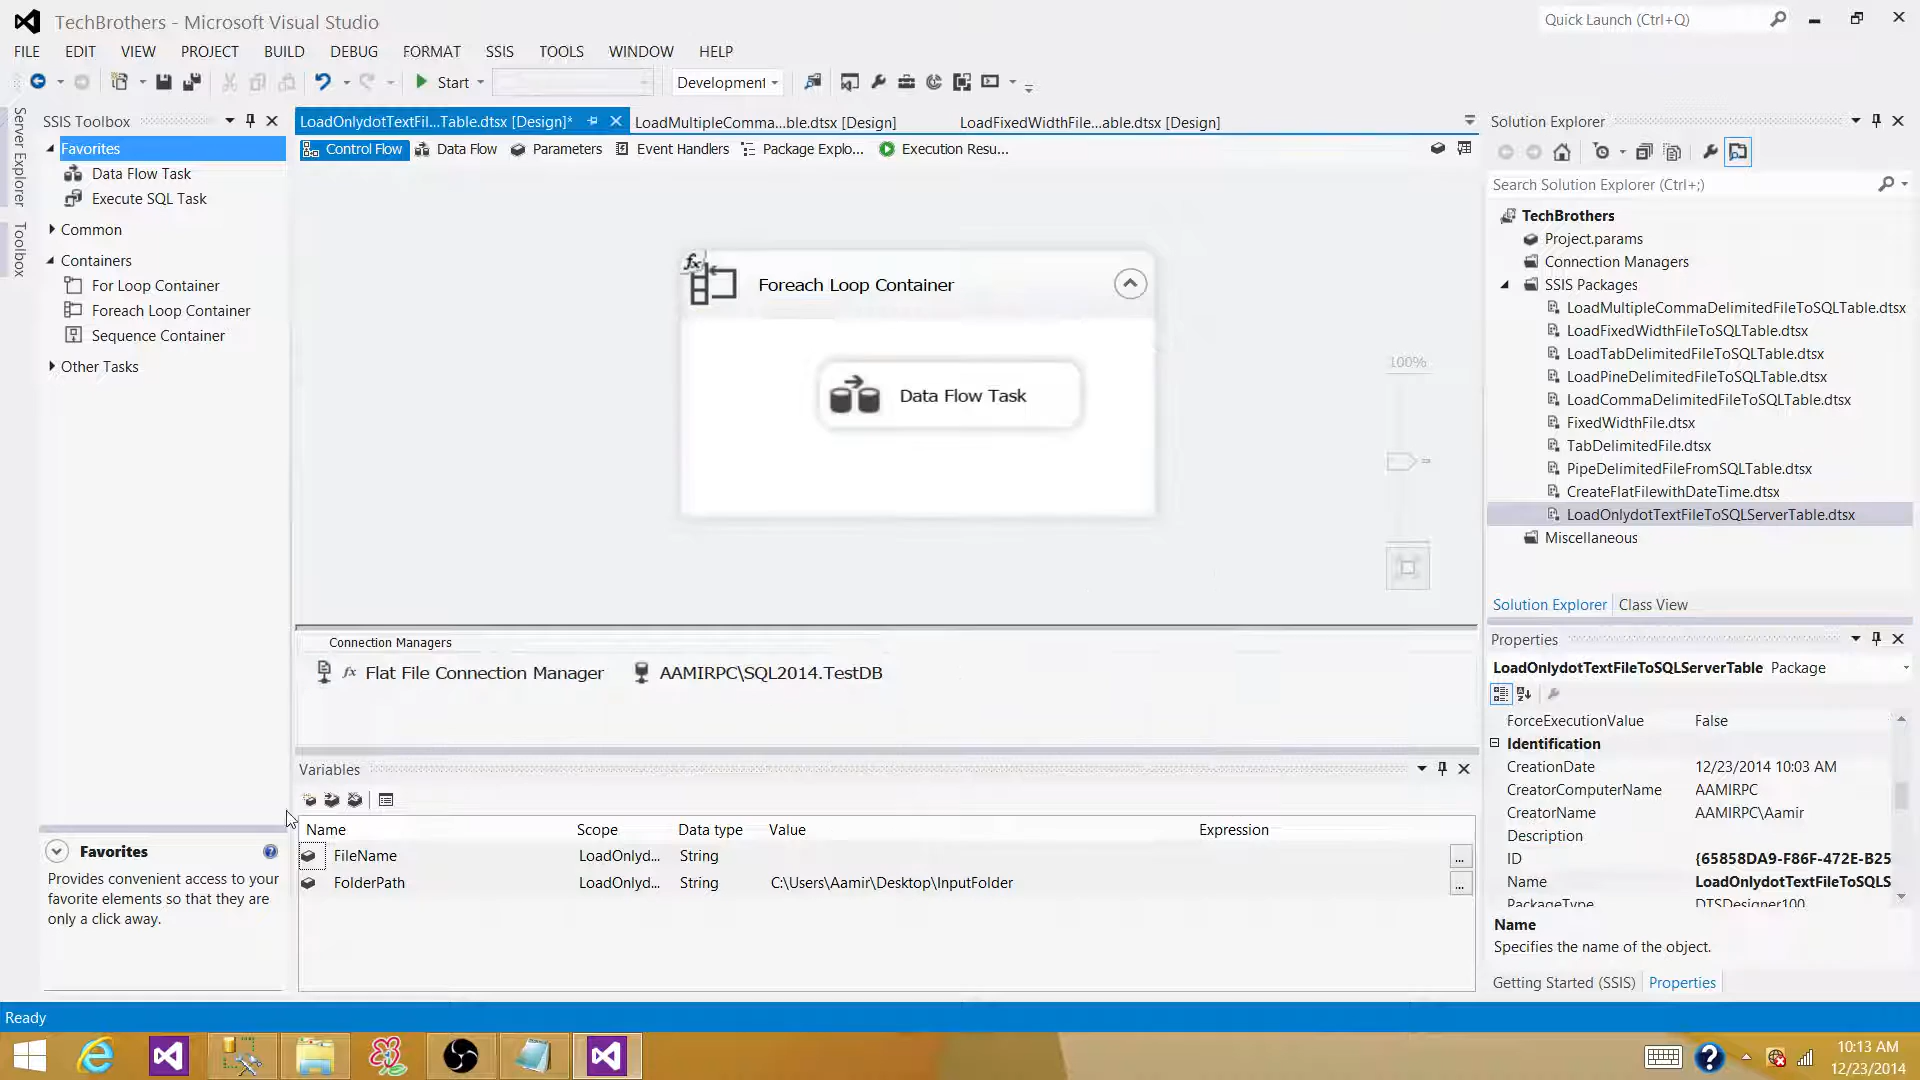 TechBrothers - Microsoft Visual Studio
Quick Launch (Ctrl+Q)
FILE EDIT VIEW PROJECT BUILD DEBUG FORMAT SSIS TOOLS WINDOW HELP
Start Development
Server Explorer
Toolbox
SSIS Toolbox
Favorites
Data Flow Task
Execute SQL Task
Common
Containers
For Loop Container
Foreach Loop Container
Sequence Container
Other Tasks
Favorites
Provides convenient access to your
favorite elements so that they are
only a click away.
LoadOnlydotTextFil...Table.dtsx [Design]* LoadMultipleComma...ble.dtsx [Design] LoadFixedWidthFile...able.dtsx [Design]
Control Flow Data Flow Parameters Event Handlers Package Explo... Execution Resu...
fx
Foreach Loop Container
Data Flow Task
100%
Connection Managers
fx Flat File Connection Manager AAMIRPC\SQL2014.TestDB
Variables
Name Scope Data type Value Expression
FileName LoadOnlyd... String ...
FolderPath LoadOnlyd... String C:\Users\Aamir\Desktop\InputFolder ...
Solution Explorer
Search Solution Explorer (Ctrl+;)
TechBrothers
Project.params
Connection Managers
SSIS Packages
LoadMultipleCommaDelimitedFileToSQLTable.dtsx
LoadFixedWidthFileToSQLTable.dtsx
LoadTabDelimitedFileToSQLTable.dtsx
LoadPineDelimitedFileToSQLTable.dtsx
LoadCommaDelimitedFileToSQLTable.dtsx
FixedWidthFile.dtsx
TabDelimitedFile.dtsx
PipeDelimitedFileFromSQLTable.dtsx
CreateFlatFilewithDateTime.dtsx
LoadOnlydotTextFileToSQLServerTable.dtsx
Miscellaneous
Solution Explorer Class View
Properties
LoadOnlydotTextFileToSQLServerTable Package
ForceExecutionValue False
Identification
CreationDate 12/23/2014 10:03 AM
CreatorComputerName AAMIRPC
CreatorName AAMIRPC\Aamir
Description
ID {65858DA9-F86F-472E-B25
Name LoadOnlydotTextFileToSQLS
PackageType DTSDesigner100
Name
Specifies the name of the object.
Getting Started (SSIS) Properties
Ready
10:13 AM
12/23/2014